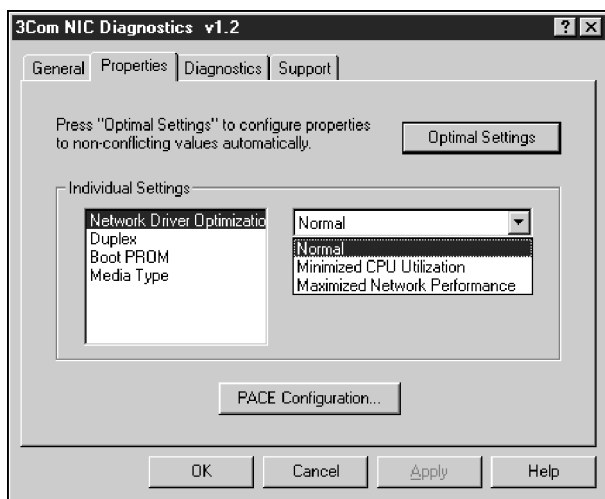 3Com NIC Diagnostics v1.2
General Properties Diagnostics Support
Press "Optimal Settings" to configure properties
to non-conflicting values automatically.
Optimal Settings
Individual Settings
Network Driver Optimizatio
Duplex
Boot PROM
Media Type
Normal
Normal
Minimized CPU Utilization
Maximized Network Performance
PACE Configuration...
OK Cancel Apply Help